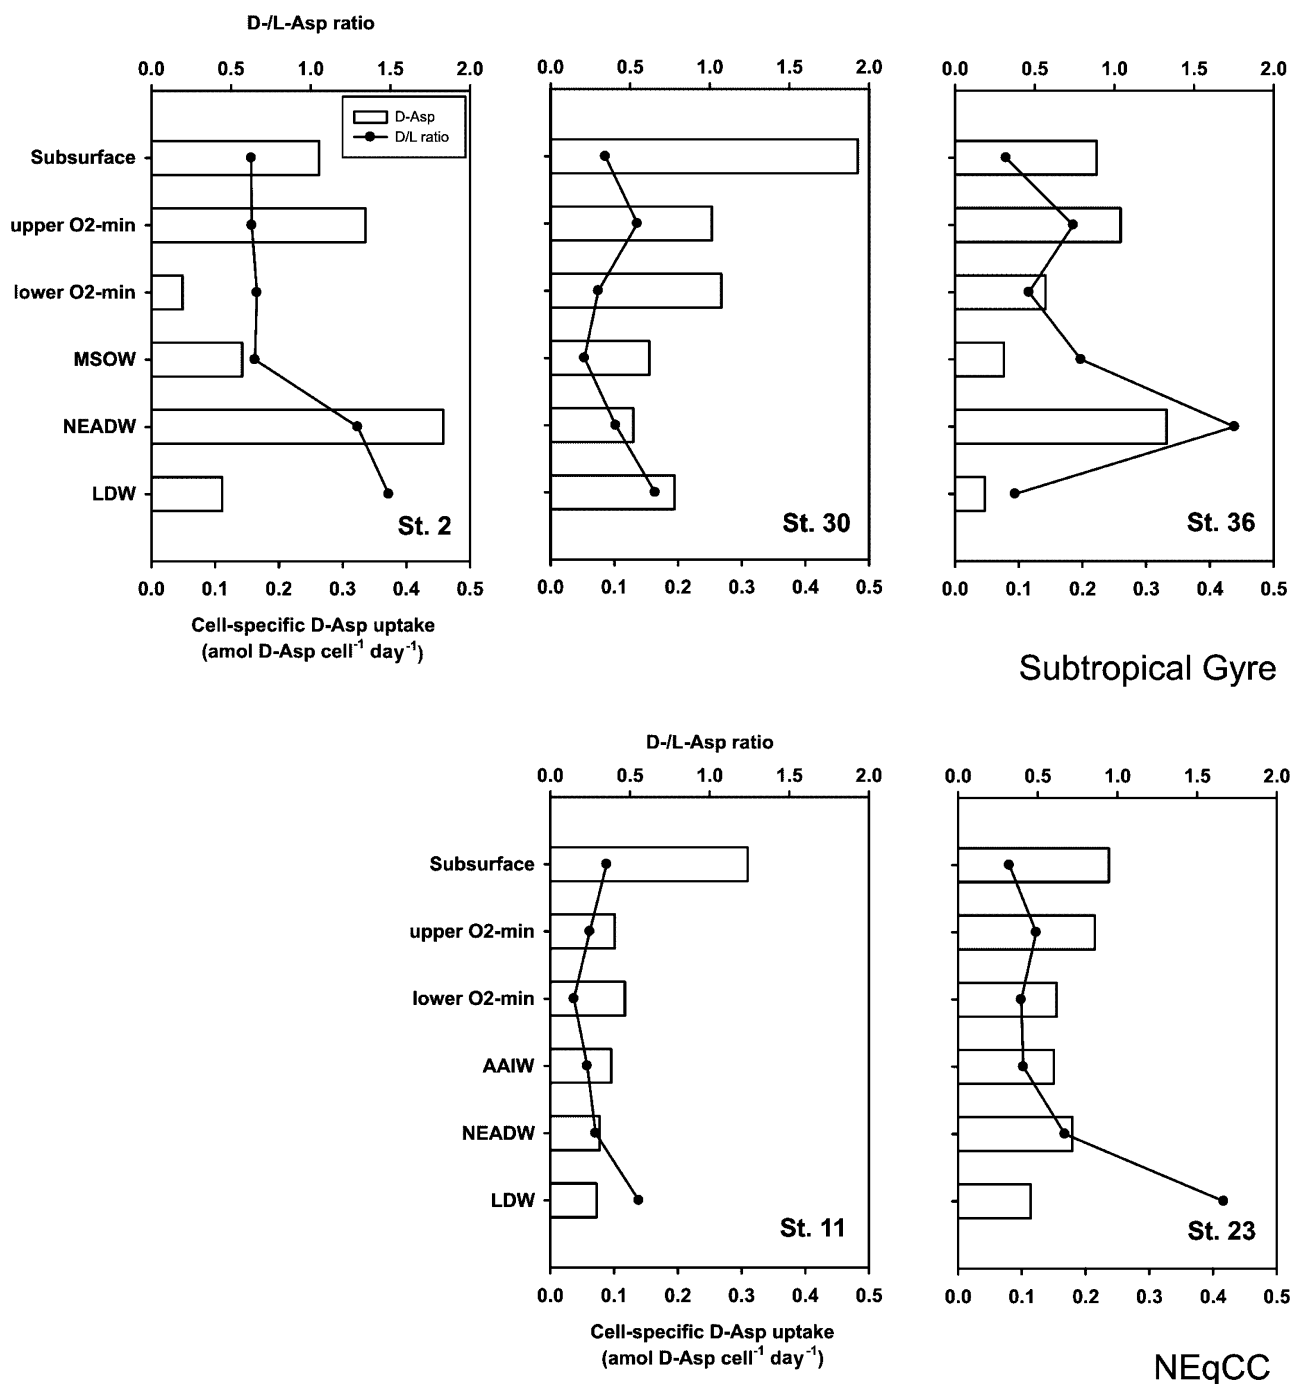 D-/L-Asp ratio
0.0 0.5 1.0 1.5 2.0
0.0 0.5 1.0 1.5 2.0
0.0 0.5 1.0 1.5 2.0
D-Asp
D/L ratio
Subsurface
upper O2-min
lower O2-min
MSOW
NEADW
LDW
St. 2
St. 30
St. 36
0.0 0.1 0.2 0.3 0.4 0.5
0.0 0.1 0.2 0.3 0.4 0.5
0.0 0.1 0.2 0.3 0.4 0.5
Cell-specific D-Asp uptake
(amol D-Asp cell⁻¹ day⁻¹)
Subtropical Gyre
D-/L-Asp ratio
0.0 0.5 1.0 1.5 2.0
0.0 0.5 1.0 1.5 2.0
Subsurface
upper O2-min
lower O2-min
AAIW
NEADW
LDW
St. 11
St. 23
0.0 0.1 0.2 0.3 0.4 0.5
0.0 0.1 0.2 0.3 0.4 0.5
Cell-specific D-Asp uptake
(amol D-Asp cell⁻¹ day⁻¹)
NEqCC